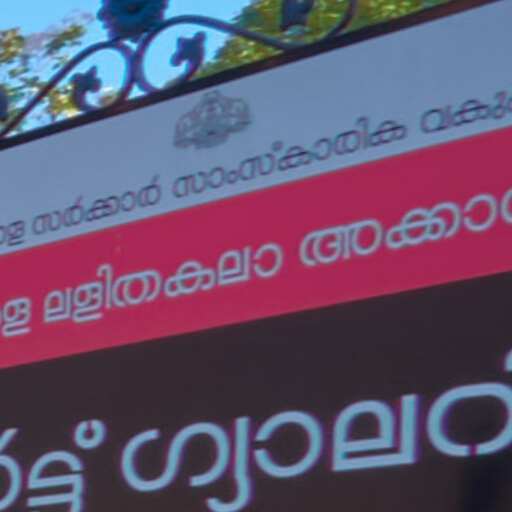 ള സർക്കാർ സാംസ്കാരിക വകു
ള ലളിതകലാ അക്കാ
ർട്ട് ഗ്യാലറി